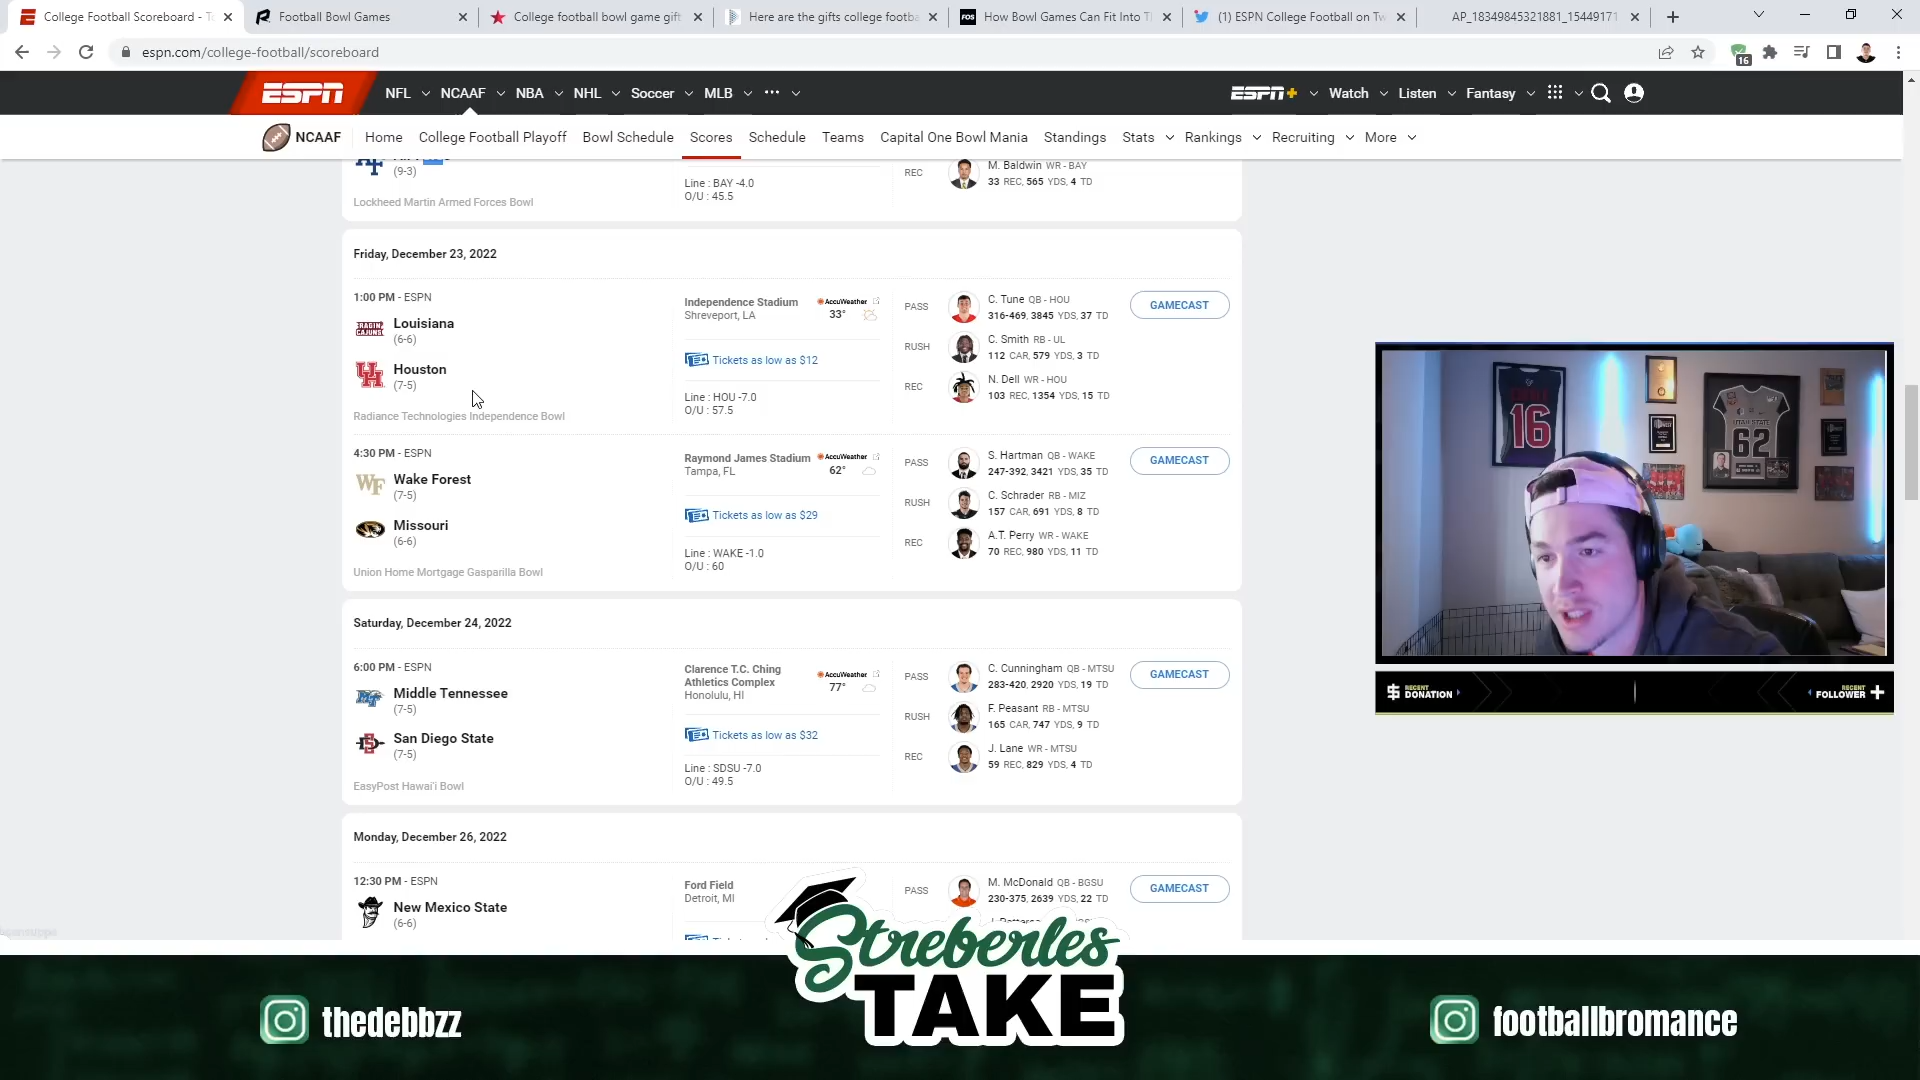 College Football Scoreboard - T
Football Bowl Games
College football bowl game gift
Here are the gifts college footba
FOS
How Bowl Games Can Fit Into T
(1) ESPN College Football on Tw
AP_18349845321881_15449171
espn.com/college-football/scoreboard
16
ESPN
NFL
NCAAF
NBA
NHL
Soccer
MLB
ESPN+
Watch
Listen
Fantasy
NCAAF
Home
College Football Playoff
Bowl Schedule
Scores
Schedule
Teams
Capital One Bowl Mania
Standings
Stats
Rankings
Recruiting
More
(9-3)
Lockheed Martin Armed Forces Bowl
Line : BAY -4.0
O/U : 45.5
REC
M. Baldwin WR - BAY
33 REC, 565 YDS, 4 TD
Friday, December 23, 2022
1:00 PM - ESPN
Louisiana
(6-6)
Houston
(7-5)
Radiance Technologies Independence Bowl
Independence Stadium
Shreveport, LA
AccuWeather
33°
Tickets as low as $12
Line : HOU -7.0
O/U : 57.5
PASS
C. Tune QB - HOU
316-469, 3845 YDS, 37 TD
RUSH
C. Smith RB - UL
112 CAR, 579 YDS, 3 TD
REC
N. Dell WR - HOU
103 REC, 1354 YDS, 15 TD
GAMECAST
4:30 PM - ESPN
Wake Forest
(7-5)
Missouri
(6-6)
Union Home Mortgage Gasparilla Bowl
Raymond James Stadium
Tampa, FL
AccuWeather
62°
Tickets as low as $29
Line : WAKE -1.0
O/U : 60
PASS
S. Hartman QB - WAKE
247-392, 3421 YDS, 35 TD
RUSH
C. Schrader RB - MIZ
157 CAR, 691 YDS, 8 TD
REC
A.T. Perry WR - WAKE
70 REC, 980 YDS, 11 TD
GAMECAST
Saturday, December 24, 2022
6:00 PM - ESPN
Middle Tennessee
(7-5)
San Diego State
(7-5)
EasyPost Hawai'i Bowl
Clarence T.C. Ching
Athletics Complex
Honolulu, HI
AccuWeather
77°
Tickets as low as $32
Line : SDSU -7.0
O/U : 49.5
PASS
C. Cunningham QB - MTSU
283-420, 2920 YDS, 19 TD
RUSH
F. Peasant RB - MTSU
165 CAR, 747 YDS, 9 TD
REC
J. Lane WR - MTSU
59 REC, 829 YDS, 4 TD
GAMECAST
Monday, December 26, 2022
12:30 PM - ESPN
New Mexico State
(6-6)
Ford Field
Detroit, MI
PASS
M. McDonald QB - BGSU
230-375, 2639 YDS, 22 TD
GAMECAST
16
UTAH STATE
62
RECENT
DONATION
RECENT
FOLLOWER
Streberles
TAKE
thedebbzz
footballbromance